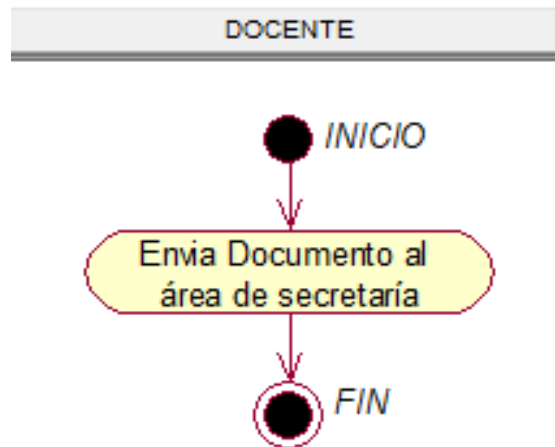 DOCENTE
INICIO
Envia Documento al
área de secretaría
FIN